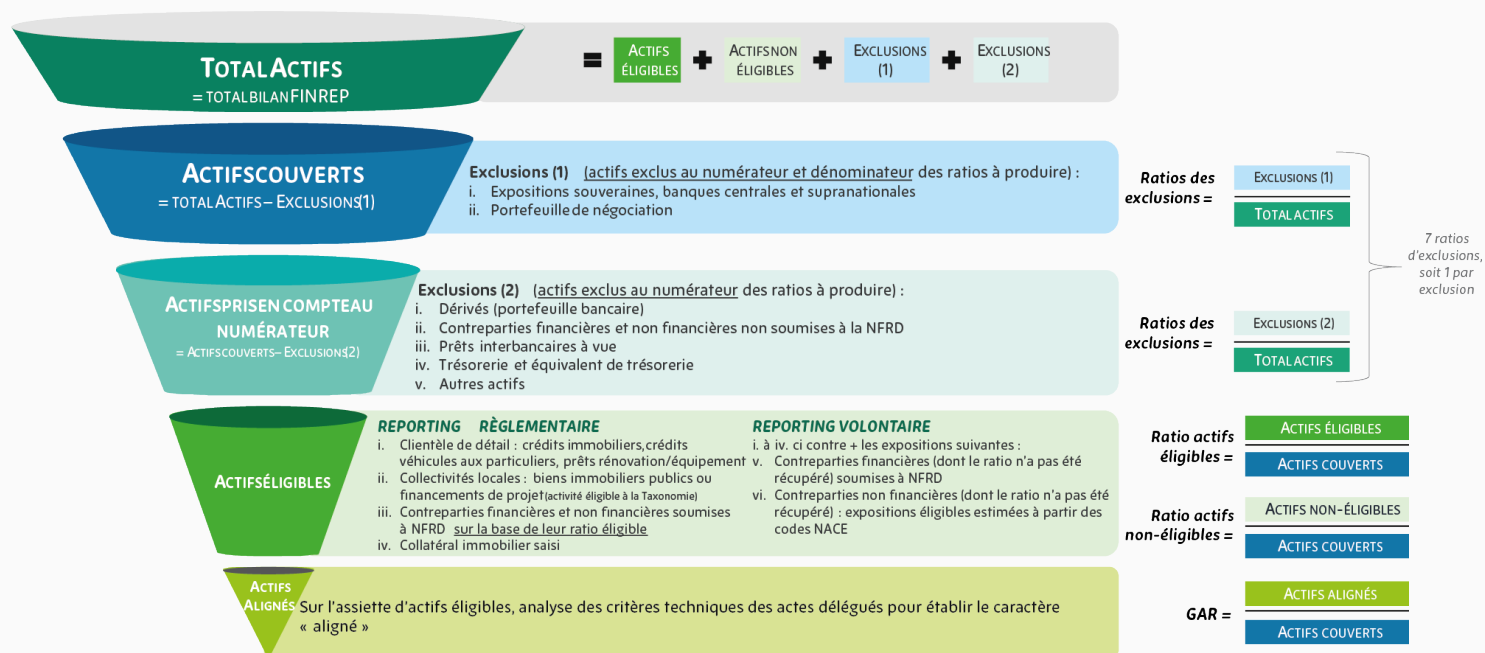 TOTAL ACTIFS
= TOTAL BILAN FINREP
=
ACTIFS
ÉLIGIBLES
+
ACTIFS NON
ÉLIGIBLES
+
EXCLUSIONS
(1)
+
EXCLUSIONS
(2)
ACTIFS COUVERTS
= TOTAL ACTIFS – EXCLUSIONS(1)
Exclusions (1) (actifs exclus au numérateur et dénominateur des ratios à produire) :
i. Expositions souveraines, banques centrales et supranationales
ii. Portefeuille de négociation
Ratios des
exclusions =
EXCLUSIONS (1)
TOTAL ACTIFS
7 ratios
d'exclusions,
soit 1 par
exclusion
ACTIFS PRIS EN COMPTE AU
NUMÉRATEUR
= ACTIFS COUVERTS – EXCLUSIONS(2)
Exclusions (2) (actifs exclus au numérateur des ratios à produire) :
i. Dérivés (portefeuille bancaire)
ii. Contreparties financières et non financières non soumises à la NFRD
iii. Prêts interbancaires à vue
iv. Trésorerie et équivalent de trésorerie
v. Autres actifs
Ratios des
exclusions =
EXCLUSIONS (2)
TOTAL ACTIFS
ACTIFS ÉLIGIBLES
REPORTING RÈGLEMENTAIRE
i. Clientèle de détail : crédits immobiliers, crédits
véhicules aux particuliers, prêts rénovation/équipement
ii. Collectivités locales : biens immobiliers publics ou
financements de projet (activité éligible à la Taxonomie)
iii. Contreparties financières et non financières soumises
à NFRD sur la base de leur ratio éligible
iv. Collatéral immobilier saisi
REPORTING VOLONTAIRE
i. à iv. ci contre + les expositions suivantes :
v. Contreparties financières (dont le ratio n'a pas été
récupéré) soumises à NFRD
vi. Contreparties non financières (dont le ratio n'a pas été
récupéré) : expositions éligibles estimées à partir des
codes NACE
Ratio actifs
éligibles =
ACTIFS ÉLIGIBLES
ACTIFS COUVERTS
Ratio actifs
non-éligibles =
ACTIFS NON-ÉLIGIBLES
ACTIFS COUVERTS
ACTIFS
ALIGNÉS
Sur l'assiette d'actifs éligibles, analyse des critères techniques des actes délégués pour établir le caractère
« aligné »
GAR =
ACTIFS ALIGNÉS
ACTIFS COUVERTS